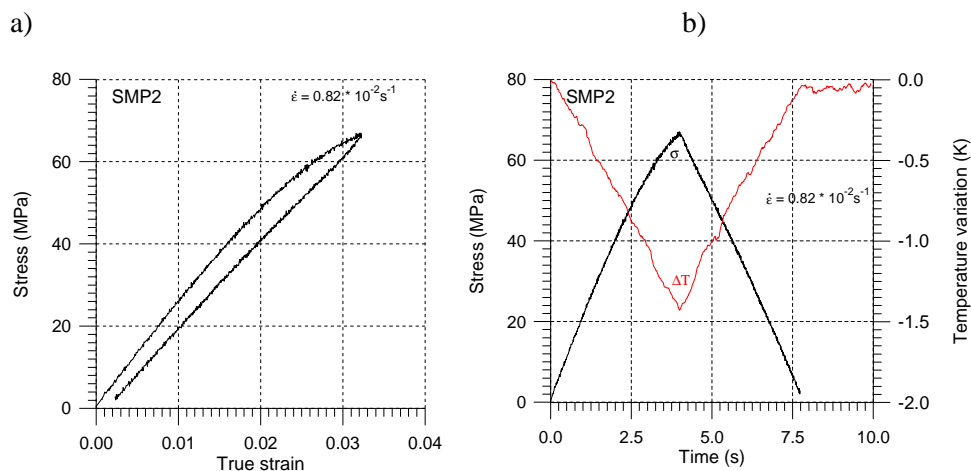 a)
b)
80
60
40
20
0
Stress (MPa)
SMP2
ε̇ = 0.82 * 10⁻²s⁻¹
0.00
0.01
0.02
0.03
0.04
True strain
80
60
40
20
0
Stress (MPa)
SMP2
σ
ε̇ = 0.82 * 10⁻²s⁻¹
ΔT
0.0
2.5
5.0
7.5
10.0
Time (s)
0.0
-0.5
-1.0
-1.5
-2.0
Temperature variation (K)